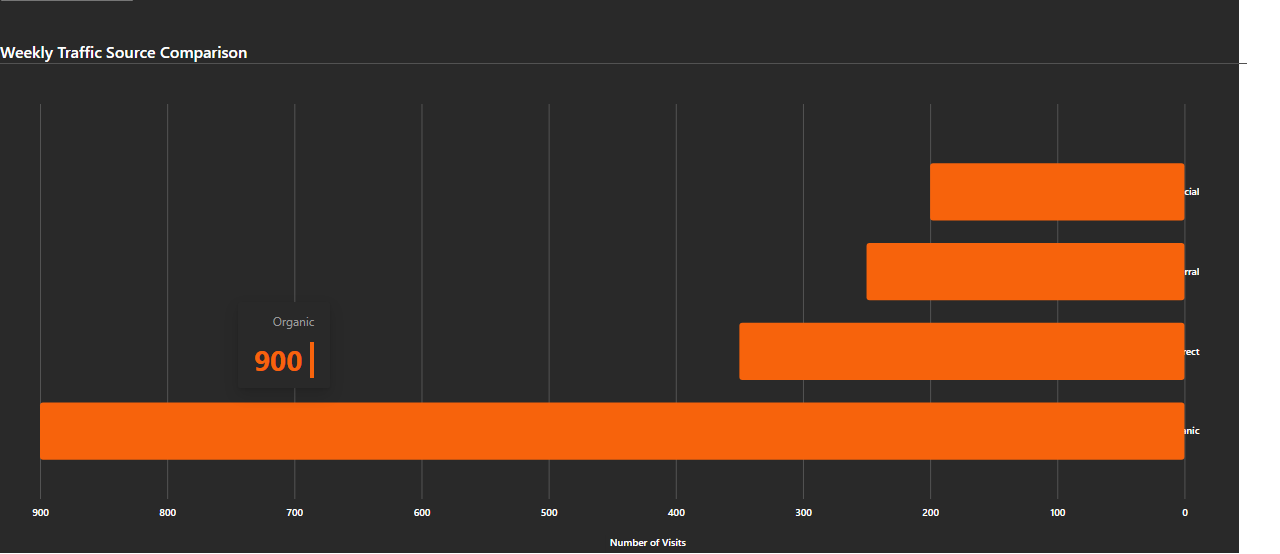 Weekly Traffic Source Comparison
cial
rral
Organic
900
rect
nic
900 800 700 600 500 400 300 200 100 0
Number of Visits